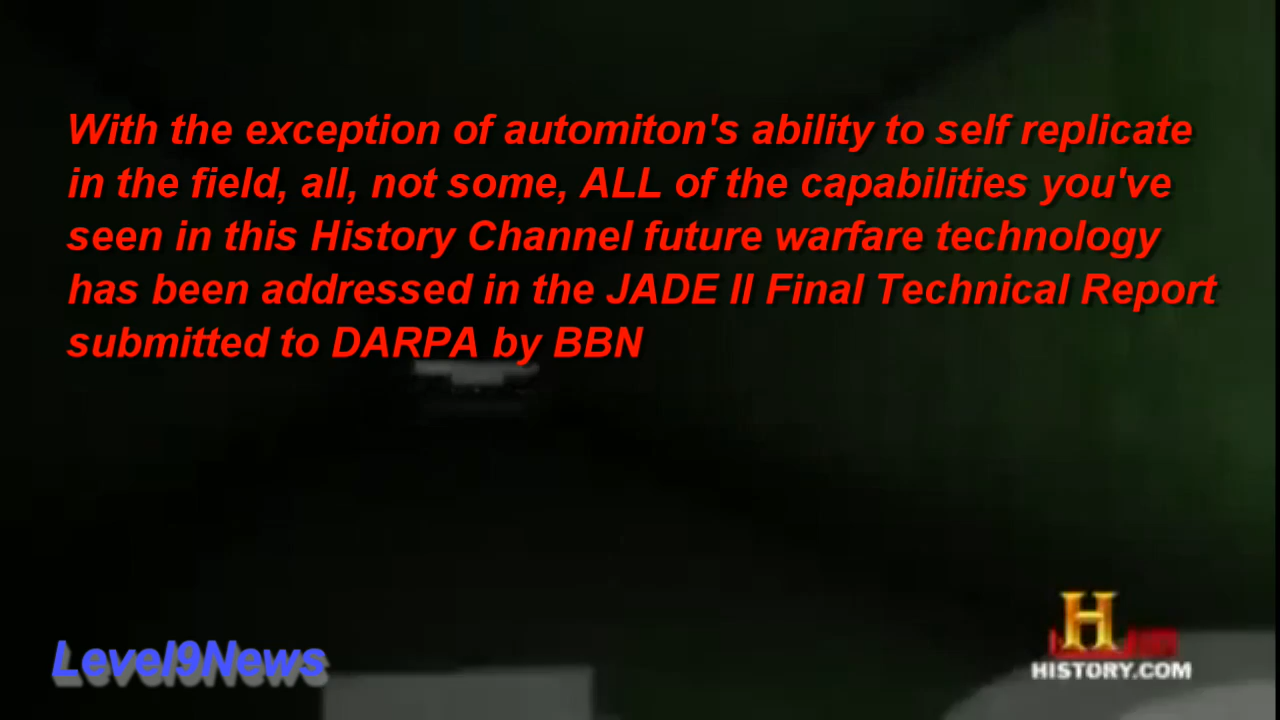 With the exception of automiton's ability to self replicate
in the field, all, not some, ALL of the capabilities you've
seen in this History Channel future warfare technology
has been addressed in the JADE II Final Technical Report
submitted to DARPA by BBN
Level9News
H
HISTORY.COM